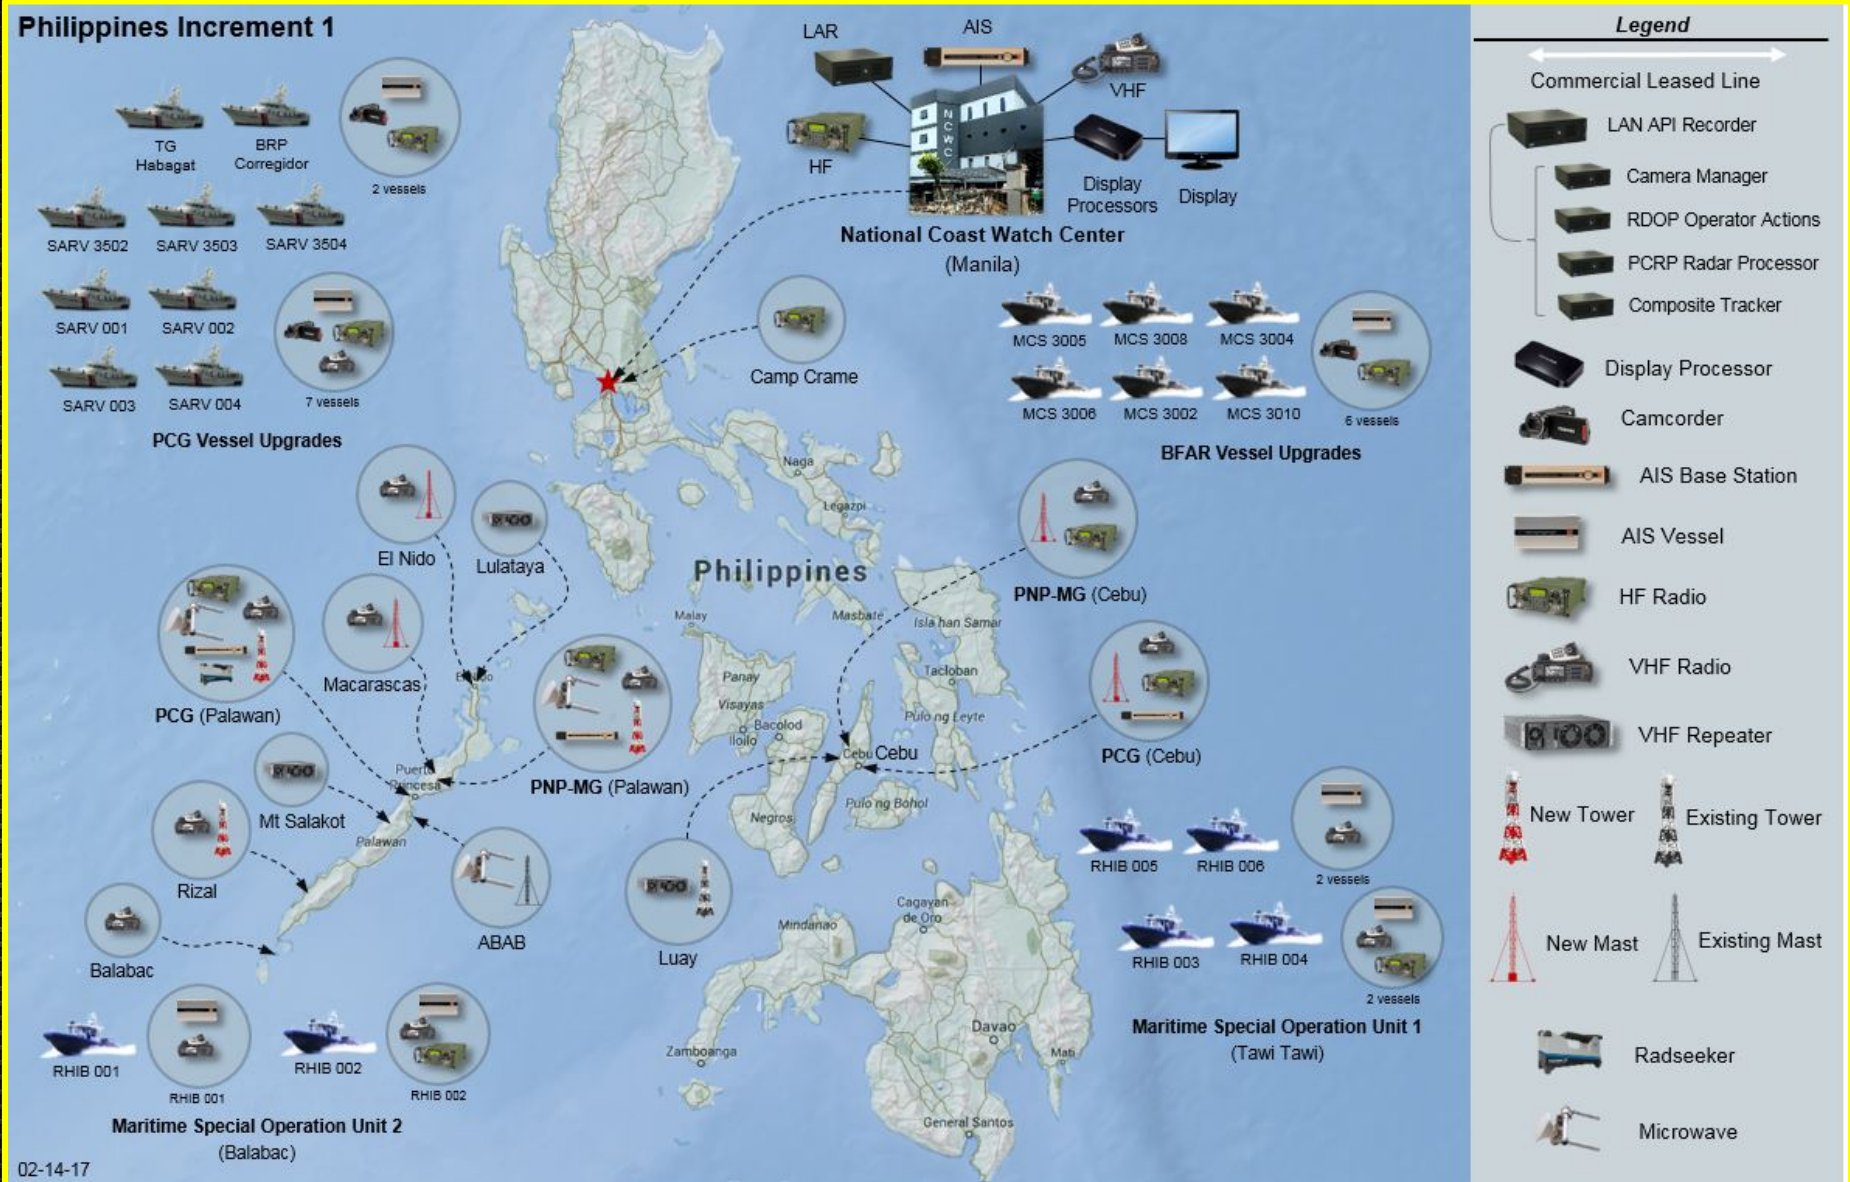 Philippines Increment 1
TG
Habagat
BRP
Corregidor
2 vessels
SARV 3502
SARV 3503
SARV 3504
SARV 001
SARV 002
SARV 003
SARV 004
7 vessels
PCG Vessel Upgrades
LAR
AIS
VHF
HF
NCWC
Display
Processors
Display
National Coast Watch Center
(Manila)
Camp Crame
MCS 3005
MCS 3008
MCS 3004
MCS 3006
MCS 3002
MCS 3010
6 vessels
BFAR Vessel Upgrades
El Nido
Lulataya
PCG (Palawan)
Macarascas
PNP-MG (Palawan)
Mt Salakot
Rizal
ABAB
Balabac
Luay
PNP-MG (Cebu)
PCG (Cebu)
Naga
Legazpi
Philippines
Masbate
Isla han Samar
Malay
Tacloban
Panay
Visayas
Bacolod
Iloilo
Pulo ng Leyte
Cebu
Cebu
Pulo ng Bohol
Negros
Puerto
Princesa
Palawan
Cagayan
de Oro
Mindanao
Davao
Mati
Zamboanga
General Santos
RHIB 005
RHIB 006
2 vessels
RHIB 003
RHIB 004
2 vessels
Maritime Special Operation Unit 1
(Tawi Tawi)
RHIB 001
RHIB 001
RHIB 002
RHIB 002
Maritime Special Operation Unit 2
(Balabac)
02-14-17
Legend
Commercial Leased Line
LAN API Recorder
Camera Manager
RDOP Operator Actions
PCRP Radar Processor
Composite Tracker
Display Processor
Camcorder
AIS Base Station
AIS Vessel
HF Radio
VHF Radio
VHF Repeater
New Tower
Existing Tower
New Mast
Existing Mast
Radseeker
Microwave